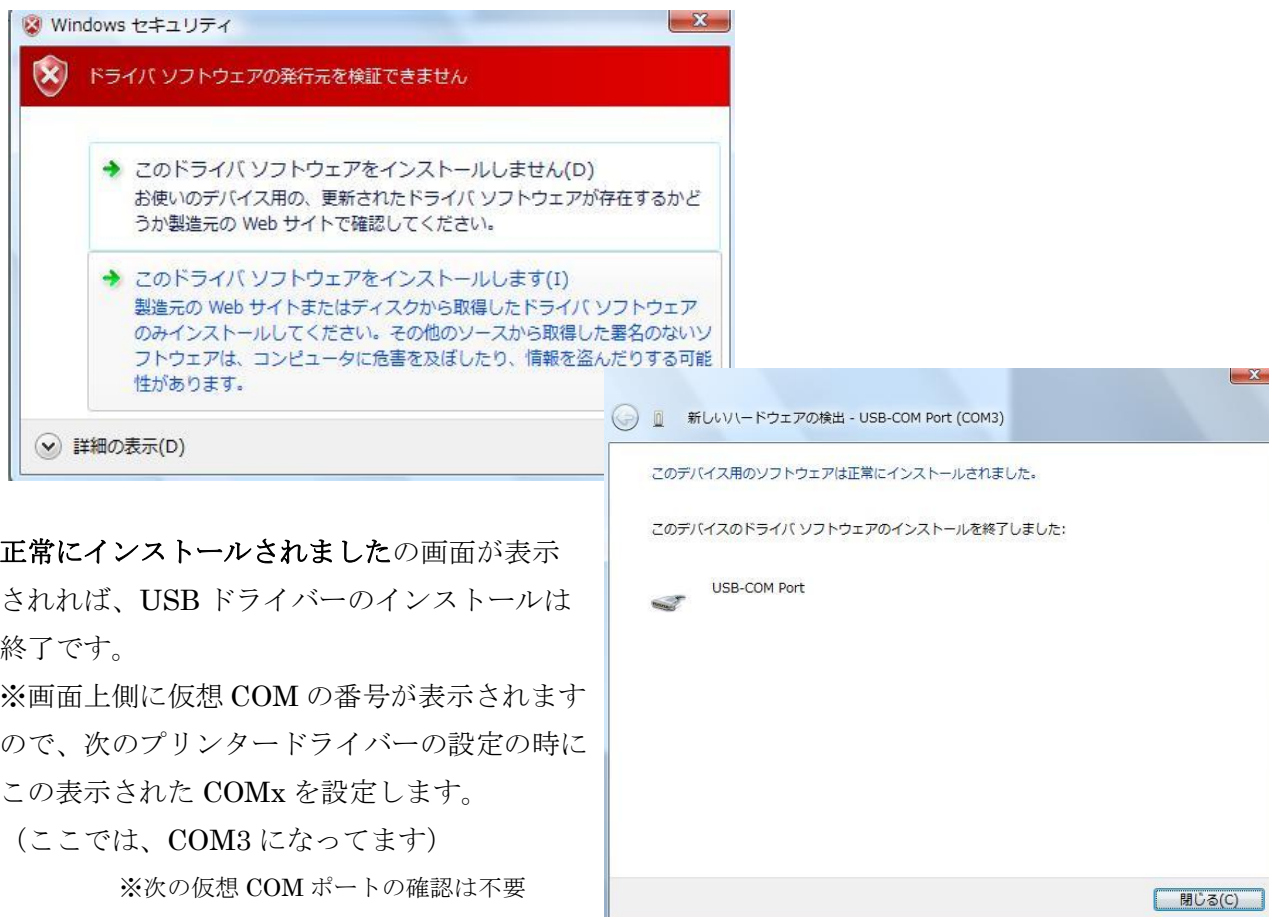 Windows セキュリティ
ドライバ ソフトウェアの発行元を検証できません
このドライバ ソフトウェアをインストールしません(D)
お使いのデバイス用の、更新されたドライバ ソフトウェアが存在するかど
うか製造元の Web サイトで確認してください。
このドライバ ソフトウェアをインストールします(I)
製造元の Web サイトまたはディスクから取得したドライバ ソフトウェア
のみインストールしてください。その他のソースから取得した署名のないソ
フトウェアは、コンピュータに危害を及ぼしたり、情報を盗んだりする可能
性があります。
詳細の表示(D)
新しいハードウェアの検出 - USB-COM Port (COM3)
このデバイス用のソフトウェアは正常にインストールされました。
このデバイスのドライバ ソフトウェアのインストールを終了しました:
USB-COM Port
閉じる(C)
正常にインストールされましたの画面が表示
されれば、USB ドライバーのインストールは
終了です。
※画面上側に仮想 COM の番号が表示されます
ので、次のプリンタードライバーの設定の時に
この表示された COMx を設定します。
（ここでは、COM3 になってます）
※次の仮想 COM ポートの確認は不要